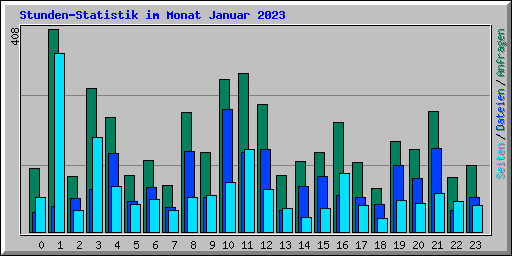 Stunden-Statistik im Monat Januar 2023
408
Seiten/Dateien/Anfragen
0 1 2 3 4 5 6 7 8 9 10 11 12 13 14 15 16 17 18 19 20 21 22 23